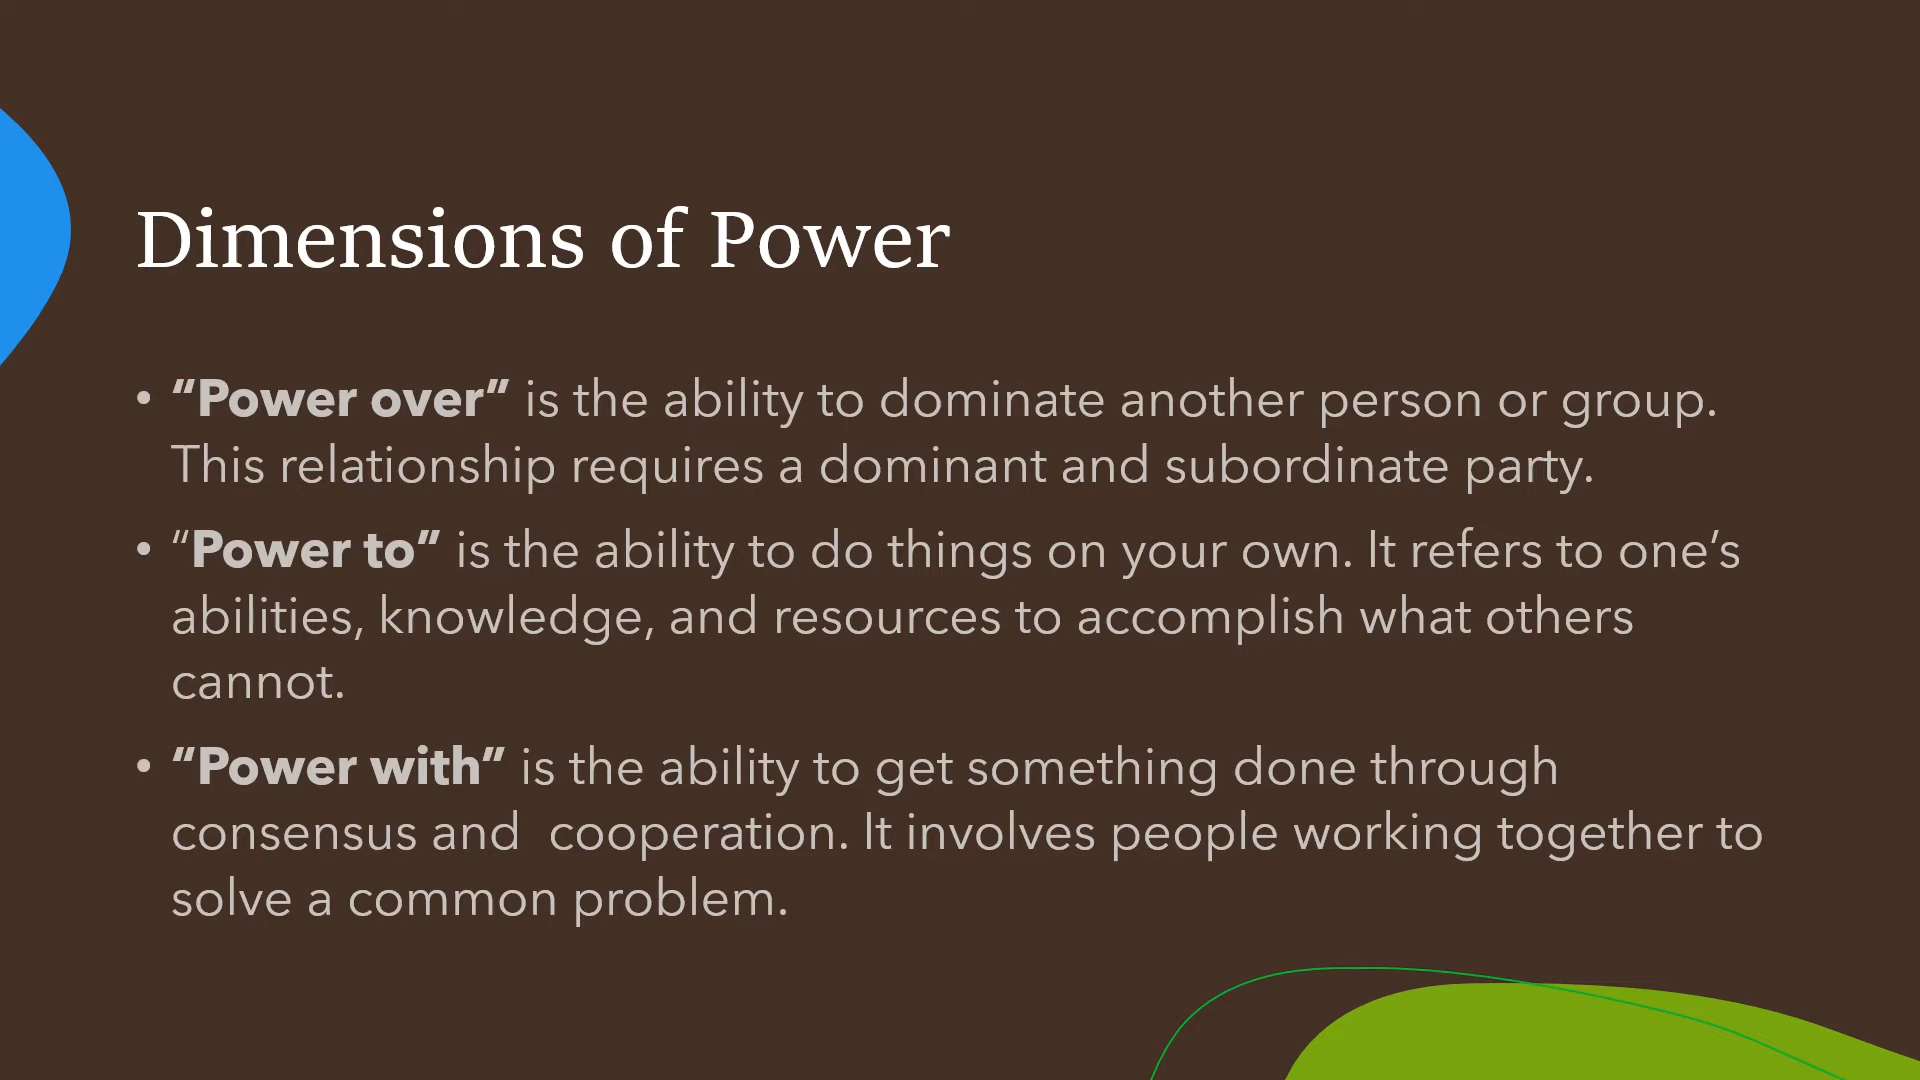 Dimensions of Power
• “Power over” is the ability to dominate another person or group.
This relationship requires a dominant and subordinate party.
• “Power to” is the ability to do things on your own. It refers to one’s
abilities, knowledge, and resources to accomplish what others
cannot.
• “Power with” is the ability to get something done through
consensus and  cooperation. It involves people working together to
solve a common problem.